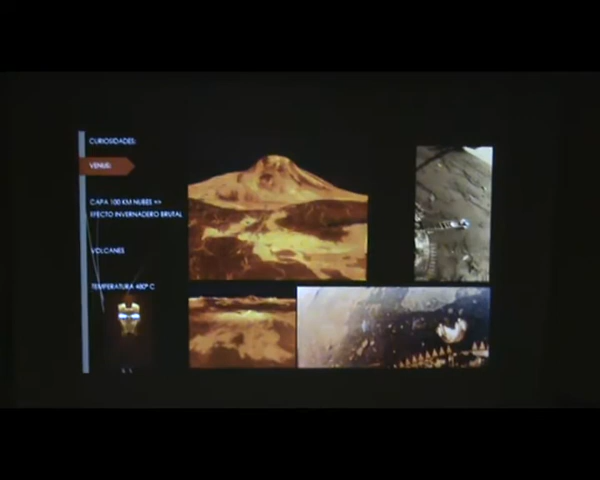 CURIOSIDADES:
VENUS:
CAPA 100 KM NUBES =>
EFECTO INVERNADERO BRUTAL
VOLCANES
TEMPERATURA 480º C